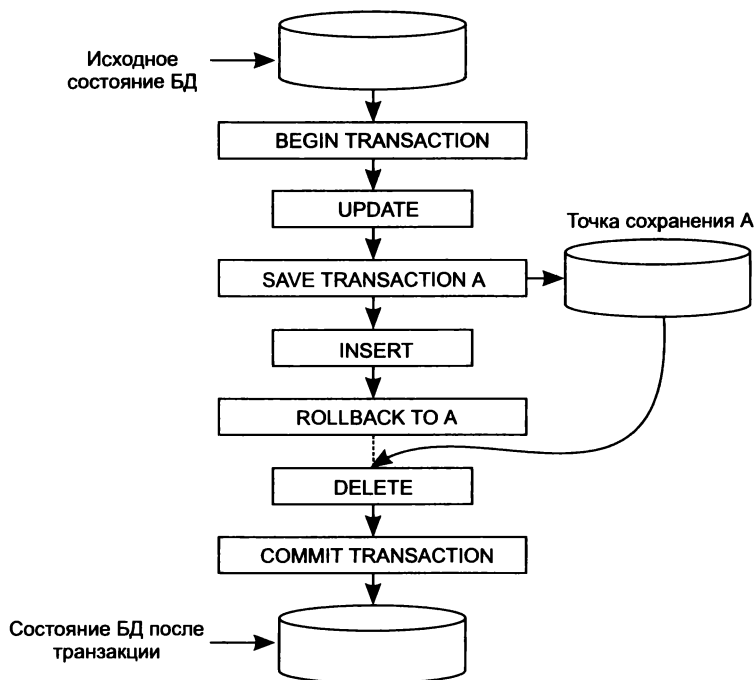 Исходное
состояние БД
BEGIN TRANSACTION
UPDATE
Точка сохранения А
SAVE TRANSACTION A
INSERT
ROLLBACK TO A
DELETE
COMMIT TRANSACTION
Состояние БД после
транзакции